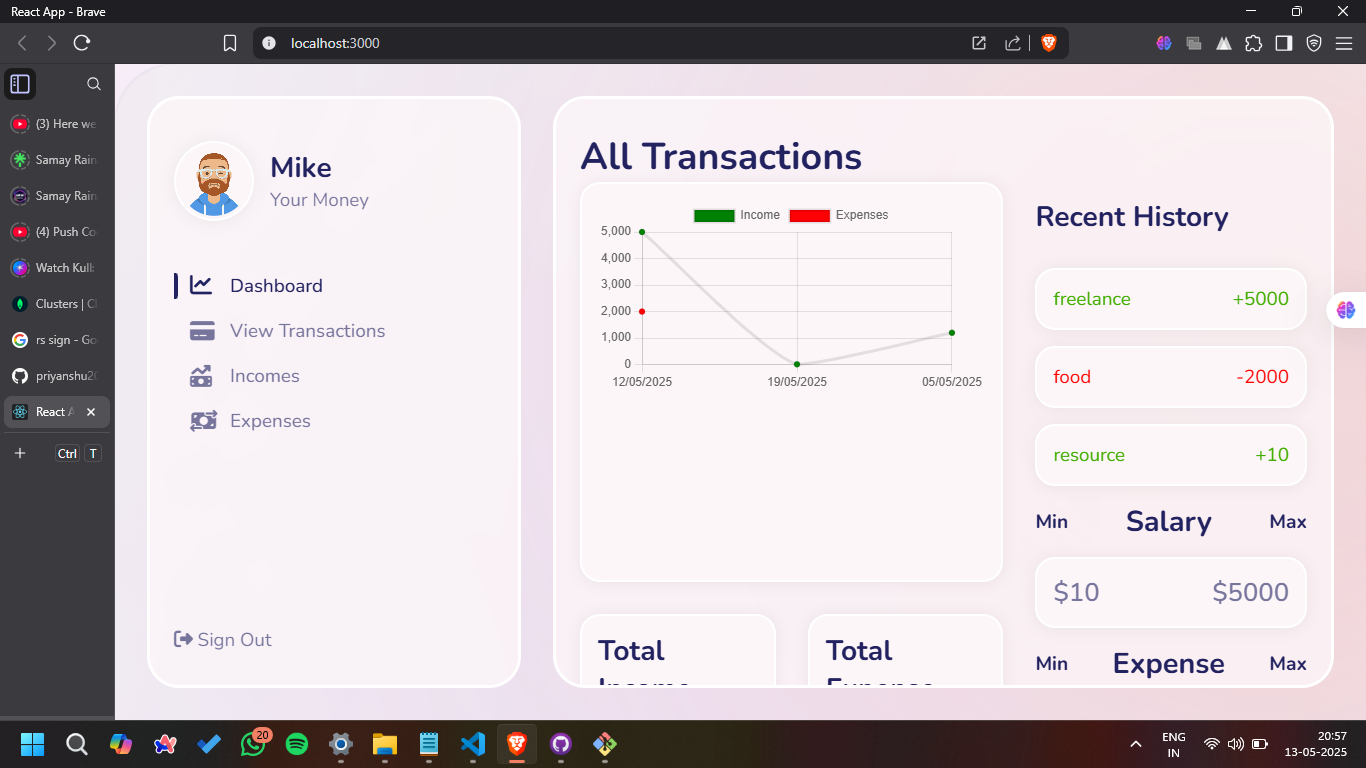 React App - Brave
localhost:3000
(3) Here we
Samay Rain
Samay Rain
(4) Push Co
Watch Kull
Clusters | C
rs sign - Go
priyanshu20
React A
Ctrl T
Mike
Your Money
Dashboard
View Transactions
Incomes
Expenses
Sign Out
All Transactions
Income Expenses
5,000
4,000
3,000
2,000
1,000
0
12/05/2025 19/05/2025 05/05/2025
Total
Income
Total
Expense
Recent History
freelance +5000
food -2000
resource +10
Min Salary Max
$10 $5000
Min Expense Max
20
ENG
IN
20:57
13-05-2025